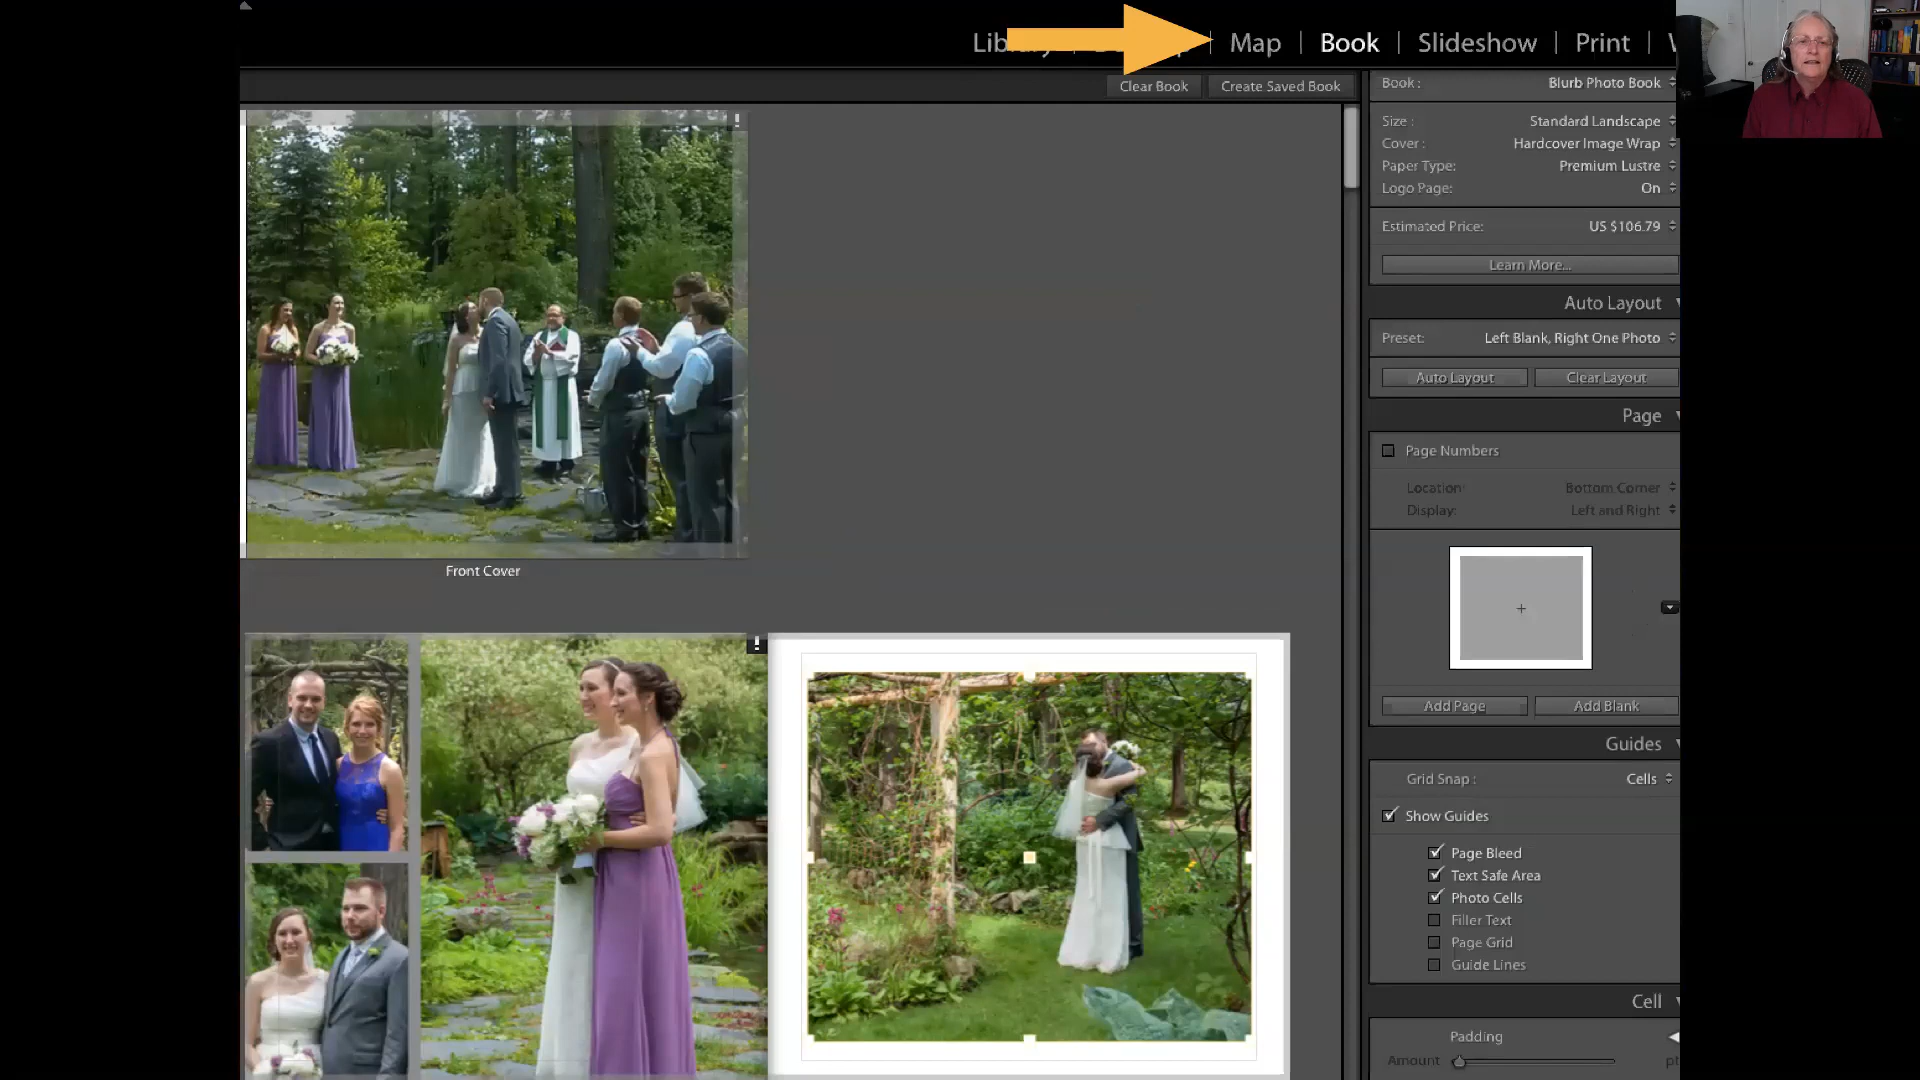 Map | Book | Slideshow | Print |
Clear Book
Create Saved Book
Book : Blurb Photo Book
Size : Standard Landscape
Cover : Hardcover Image Wrap
Paper Type: Premium Lustre
Logo Page: On
Estimated Price: US $106.79
Learn More...
Auto Layout
Preset: Left Blank, Right One Photo
Auto Layout
Clear Layout
Page
Page Numbers
Location: Bottom Corner
Display: Left and Right
Add Page
Add Blank
Guides
Grid Snap : Cells
Show Guides
Page Bleed
Text Safe Area
Photo Cells
Filler Text
Page Grid
Guide Lines
Cell
Padding
Amount
Front Cover